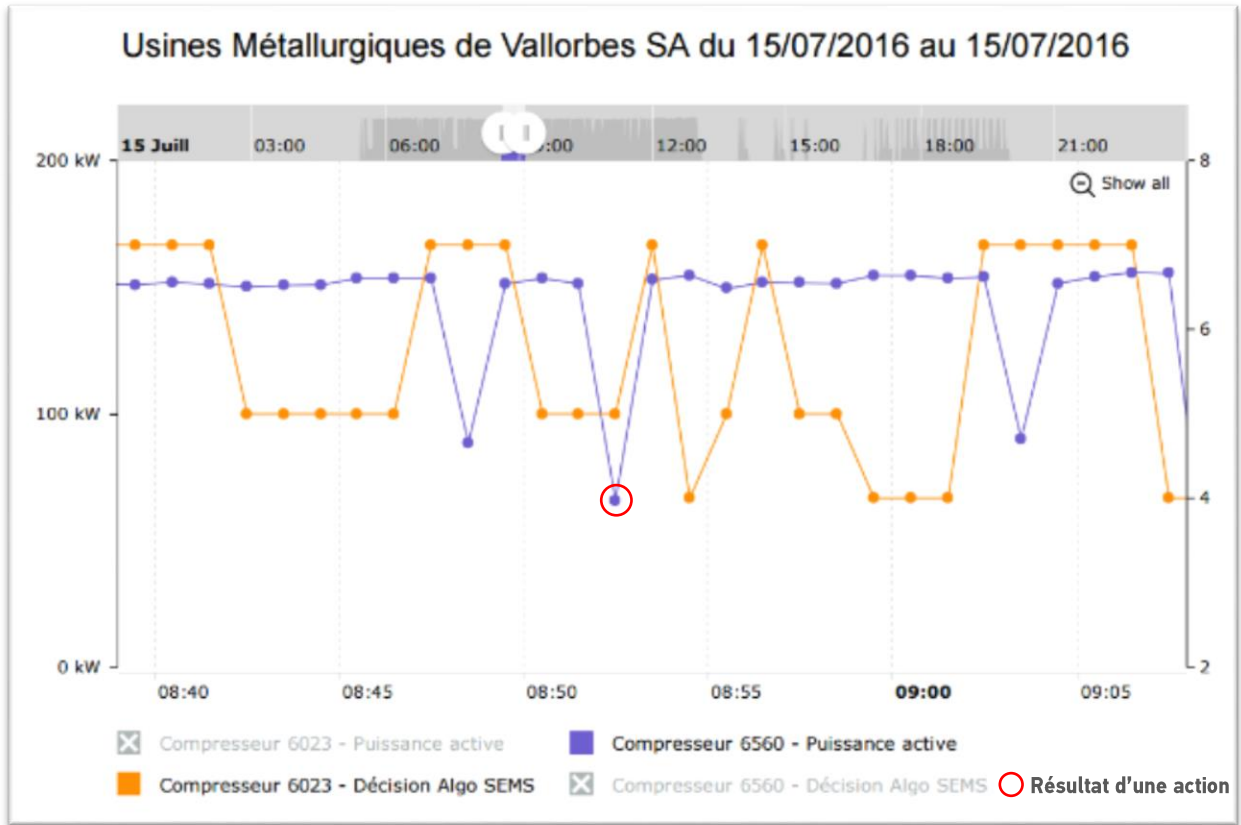 Usines Métallurgiques de Vallorbes SA du 15/07/2016 au 15/07/2016
15 Juill 03:00 06:00 9:00 12:00 15:00 18:00 21:00
200 kW 8
Show all
6
100 kW
4
0 kW 2
08:40 08:45 08:50 08:55 09:00 09:05
Compresseur 6023 - Puissance active Compresseur 6560 - Puissance active
Compresseur 6023 - Décision Algo SEMS Compresseur 6560 - Décision Algo SEMS Résultat d'une action